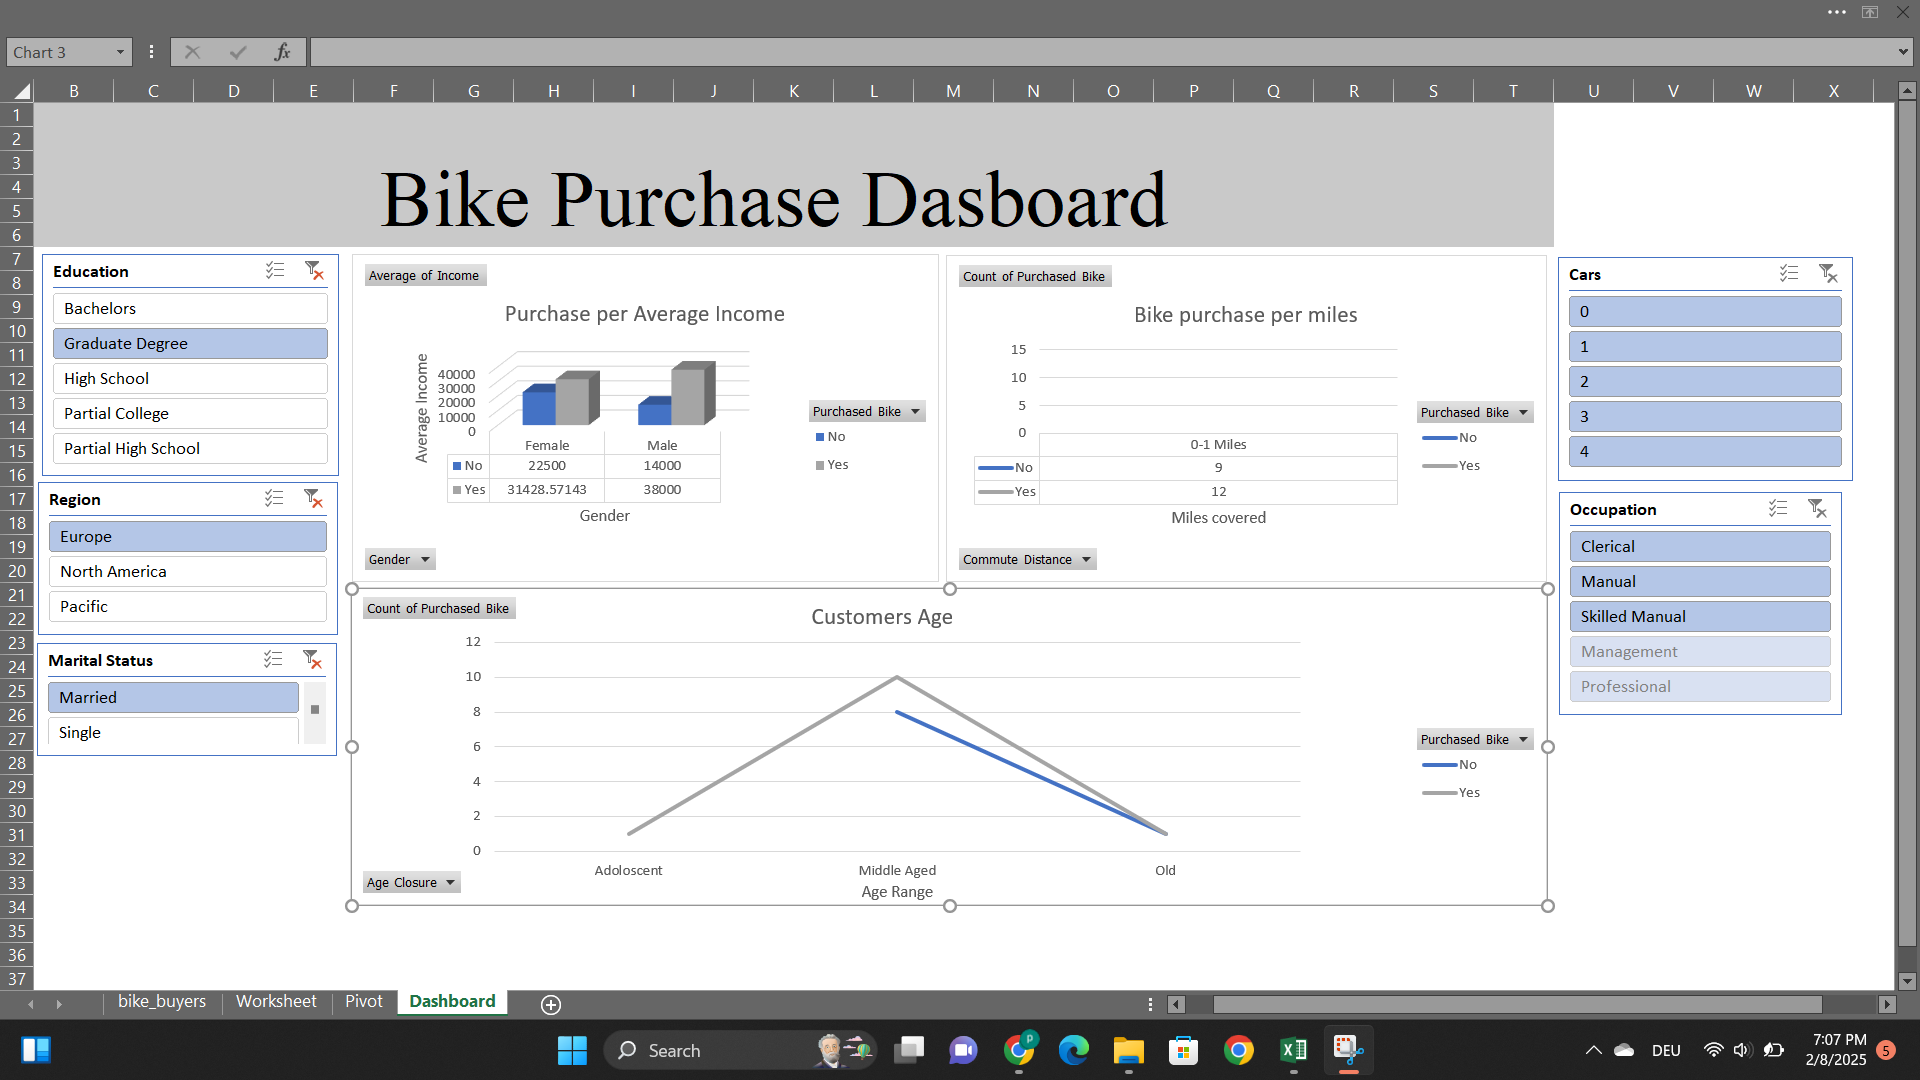 Chart 3
fx
B C D E F G H I J K L M N O P Q R S T U V W X
1
2
3
4
5
6
7
8
9
10
11
12
13
14
15
16
17
18
19
20
21
22
23
24
25
26
27
28
29
30
31
32
33
34
35
36
37
Bike Purchase Dasboard
Education
Bachelors
Graduate Degree
High School
Partial College
Partial High School
Region
Europe
North America
Pacific
Marital Status
Married
Single
Average of Income
Purchase per Average Income
Average Income
40000
30000
20000
10000
0
Female Male
No 22500 14000
Yes 31428.57143 38000
Gender
Purchased Bike
No
Yes
Gender
Count of Purchased Bike
Bike purchase per miles
15
10
5
0
0-1 Miles
No 9
Yes 12
Miles covered
Purchased Bike
No
Yes
Commute Distance
Count of Purchased Bike
Customers Age
12
10
8
6
4
2
0
Adoloscent Middle Aged Old
Age Range
Purchased Bike
No
Yes
Age Closure
Cars
0
1
2
3
4
Occupation
Clerical
Manual
Skilled Manual
Management
Professional
bike_buyers Worksheet Pivot Dashboard
Search
P
DEU
7:07 PM
2/8/2025
5